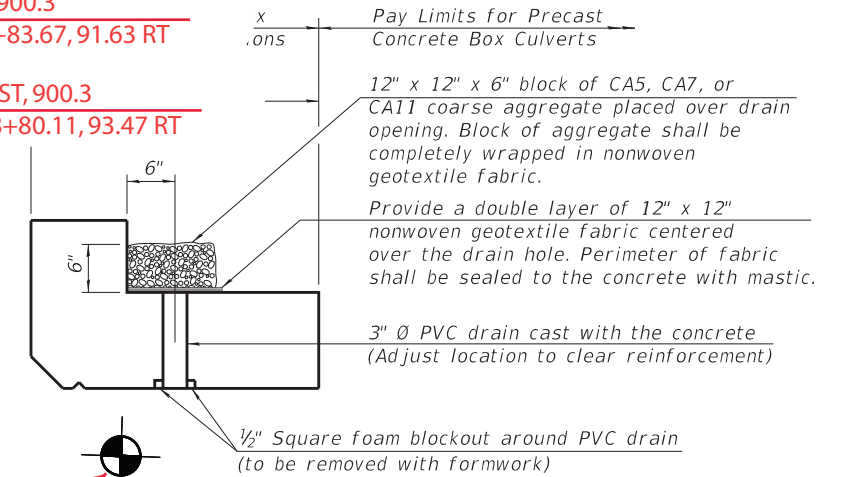 900.3
+83.67, 91.63 RT
ST, 900.3
+80.11, 93.47 RT
x
ons
Pay Limits for Precast
Concrete Box Culverts
12" x 12" x 6" block of CA5, CA7, or
CA11 coarse aggregate placed over drain
opening. Block of aggregate shall be
completely wrapped in nonwoven
geotextile fabric.
6"
Provide a double layer of 12" x 12"
nonwoven geotextile fabric centered
over the drain hole. Perimeter of fabric
shall be sealed to the concrete with mastic.
6"
3" Ø PVC drain cast with the concrete
(Adjust location to clear reinforcement)
½" Square foam blockout around PVC drain
(to be removed with formwork)